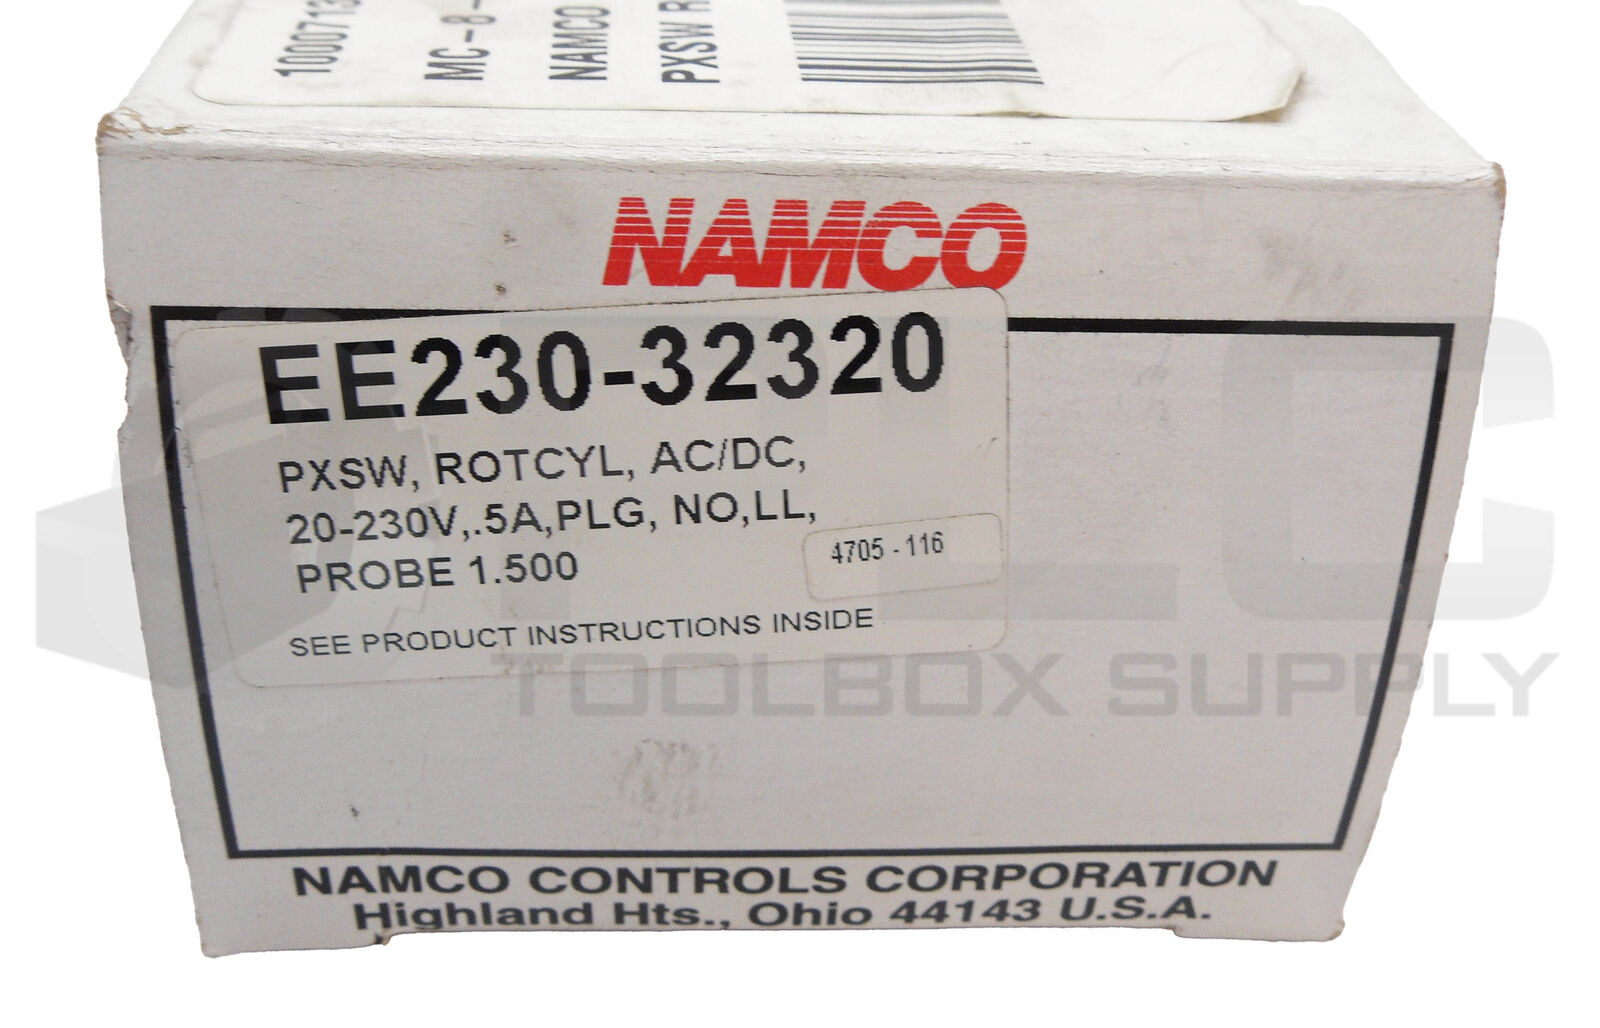 1000713
MC-8-
NAMCO
PXSW R
NAMCO
EE230-32320
PXSW, ROTCYL, AC/DC,
20-230V,.5A,PLG, NO,LL,
PROBE 1.500
4705-116
SEE PRODUCT INSTRUCTIONS INSIDE
TOOLBOX SUPPLY
NAMCO CONTROLS CORPORATION
Highland Hts., Ohio 44143 U.S.A.